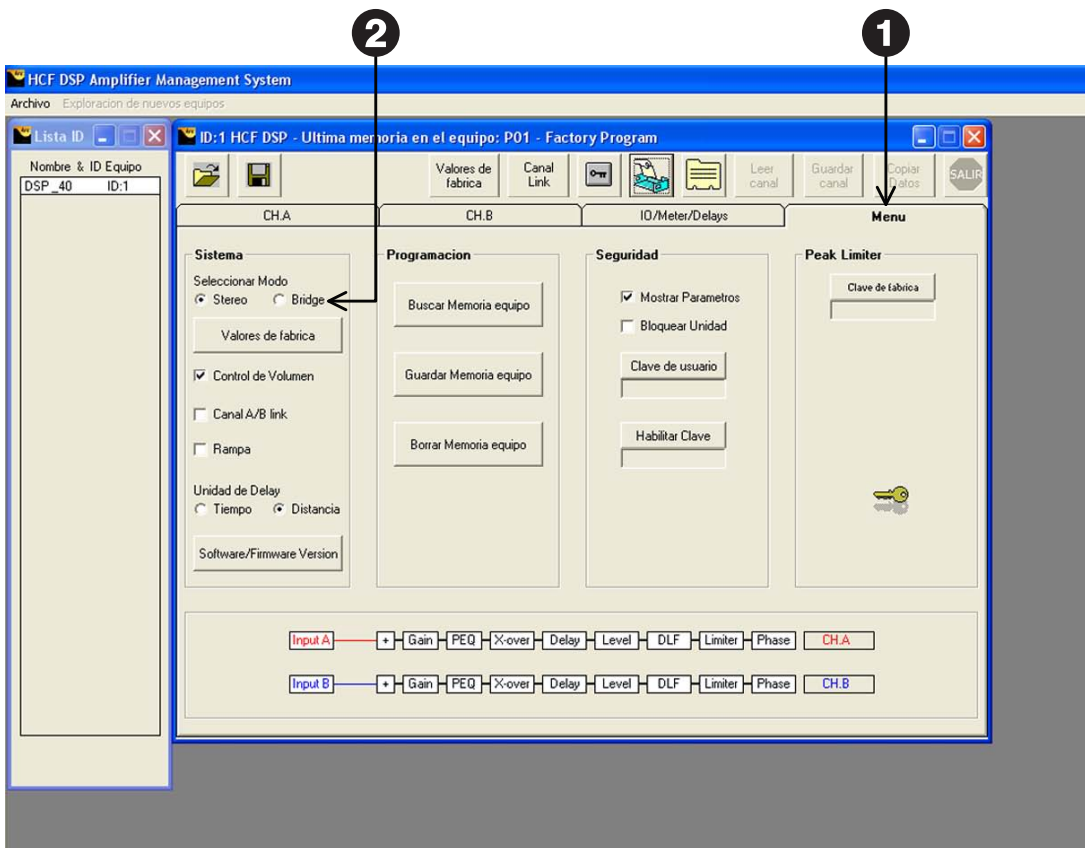 2
1
HCF DSP Amplifier Management System
Archivo Exploracion de nuevos equipos
Lista ID
Nombre & ID Equipo
DSP_40 ID:1
ID:1 HCF DSP - Ultima memoria en el equipo: P01 - Factory Program
Valores de fabrica
Canal Link
Leer canal
Guardar canal
Copiar Datos
SALIR
CH.A
CH.B
IO/Meter/Delays
Menu
Sistema
Seleccionar Modo
Stereo Bridge
Valores de fabrica
Control de Volumen
Canal A/B link
Rampa
Unidad de Delay
Tiempo Distancia
Software/Firmware Version
Programacion
Buscar Memoria equipo
Guardar Memoria equipo
Borrar Memoria equipo
Seguridad
Mostrar Parametros
Bloquear Unidad
Clave de usuario
Habilitar Clave
Peak Limiter
Clave de fabrica
Input A + Gain PEQ X-over Delay Level DLF Limiter Phase CH.A
Input B + Gain PEQ X-over Delay Level DLF Limiter Phase CH.B